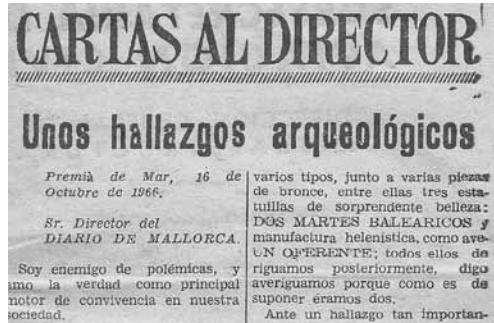 CARTAS AL DIRECTOR
Unos hallazgos arqueológicos
Premiá de Mar, 16 de
Octubre de 1966.
Sr. Director del
DIARIO DE MALLORCA.
Soy enemigo de polémicas, y
amo la verdad como principal
motor de convivencia en nuestra
sociedad.
varios tipos, junto a varias piezas
de bronce, entre ellas tres esta-
tuillas de sorprendente belleza:
DOS MARTES BALEARICOS y
manufactura helenística, como ave-
UN OFERENTE; todos ellos de
riguamos posteriormente, digo
averiguamos porque como es de
suponer éramos dos.
Ante un hallazgo tan importan-